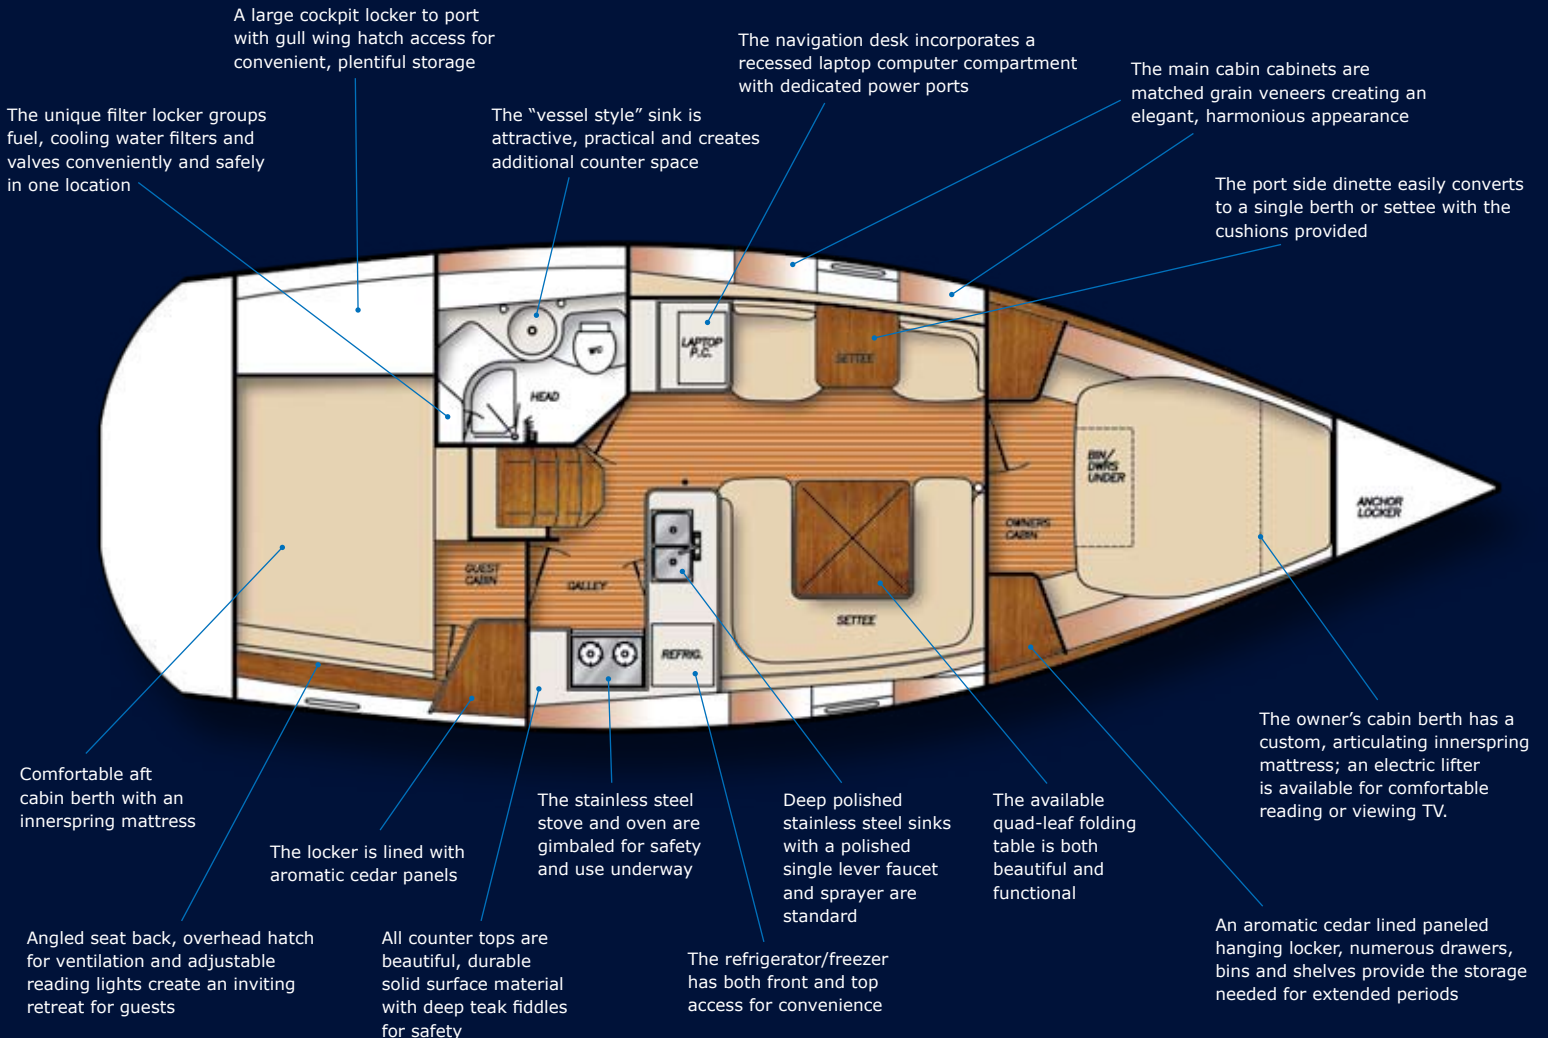 A large cockpit locker to port
with gull wing hatch access for
convenient, plentiful storage
The navigation desk incorporates a
recessed laptop computer compartment
with dedicated power ports
The main cabin cabinets are
matched grain veneers creating an
elegant, harmonious appearance
The unique filter locker groups
fuel, cooling water filters and
valves conveniently and safely
in one location
The “vessel style” sink is
attractive, practical and creates
additional counter space
The port side dinette easily converts
to a single berth or settee with the
cushions provided
LAPTOP
P.C.
SETTEE
WC
HEAD
BIN/
DWRS
UNDER
ANCHOR
LOCKER
OWNERS
CABIN
GUEST
CABIN
GALLEY
SETTEE
REFRIG.
Comfortable aft
cabin berth with an
innerspring mattress
The locker is lined with
aromatic cedar panels
The stainless steel
stove and oven are
gimbaled for safety
and use underway
Deep polished
stainless steel sinks
with a polished
single lever faucet
and sprayer are
standard
The available
quad-leaf folding
table is both
beautiful and
functional
The owner’s cabin berth has a
custom, articulating innerspring
mattress; an electric lifter
is available for comfortable
reading or viewing TV.
Angled seat back, overhead hatch
for ventilation and adjustable
reading lights create an inviting
retreat for guests
All counter tops are
beautiful, durable
solid surface material
with deep teak fiddles
for safety
The refrigerator/freezer
has both front and top
access for convenience
An aromatic cedar lined paneled
hanging locker, numerous drawers,
bins and shelves provide the storage
needed for extended periods